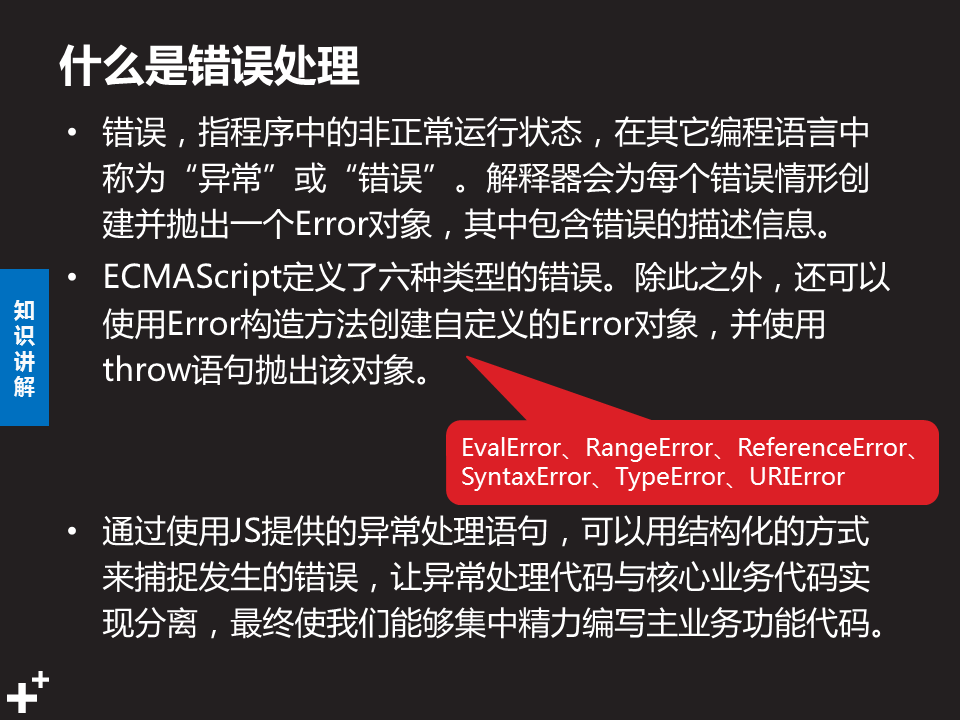 什么是错误处理
• 错误，指程序中的非正常运行状态，在其它编程语言中
称为“异常”或“错误”。解释器会为每个错误情形创
建并抛出一个Error对象，其中包含错误的描述信息。
• ECMAScript定义了六种类型的错误。除此之外，还可以
使用Error构造方法创建自定义的Error对象，并使用
throw语句抛出该对象。
知
识
讲
解
EvalError、RangeError、ReferenceError、
SyntaxError、TypeError、URIError
• 通过使用JS提供的异常处理语句，可以用结构化的方式
来捕捉发生的错误，让异常处理代码与核心业务代码实
现分离，最终使我们能够集中精力编写主业务功能代码。